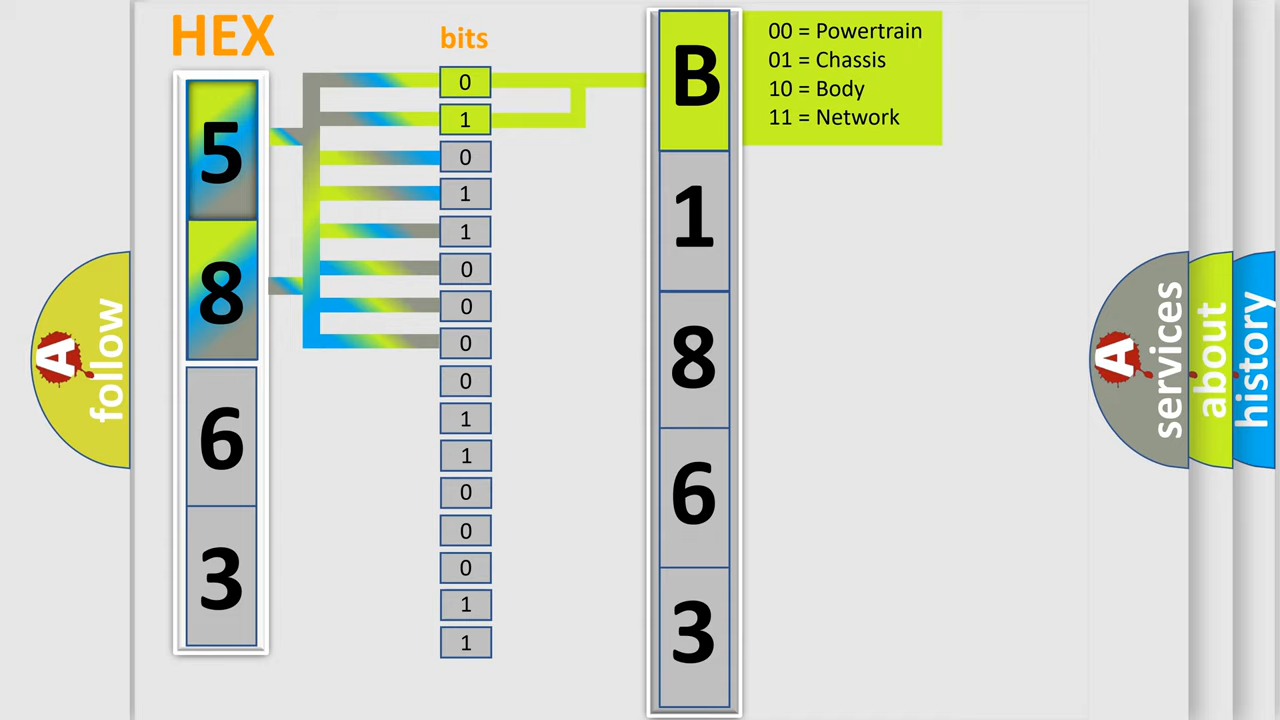 HEX
bits
5
8
6
3
0
1
0
1
1
0
0
0
0
1
1
0
0
0
1
1
B
1
8
6
3
00 = Powertrain
01 = Chassis
10 = Body
11 = Network
A
follow
A
services
about
history